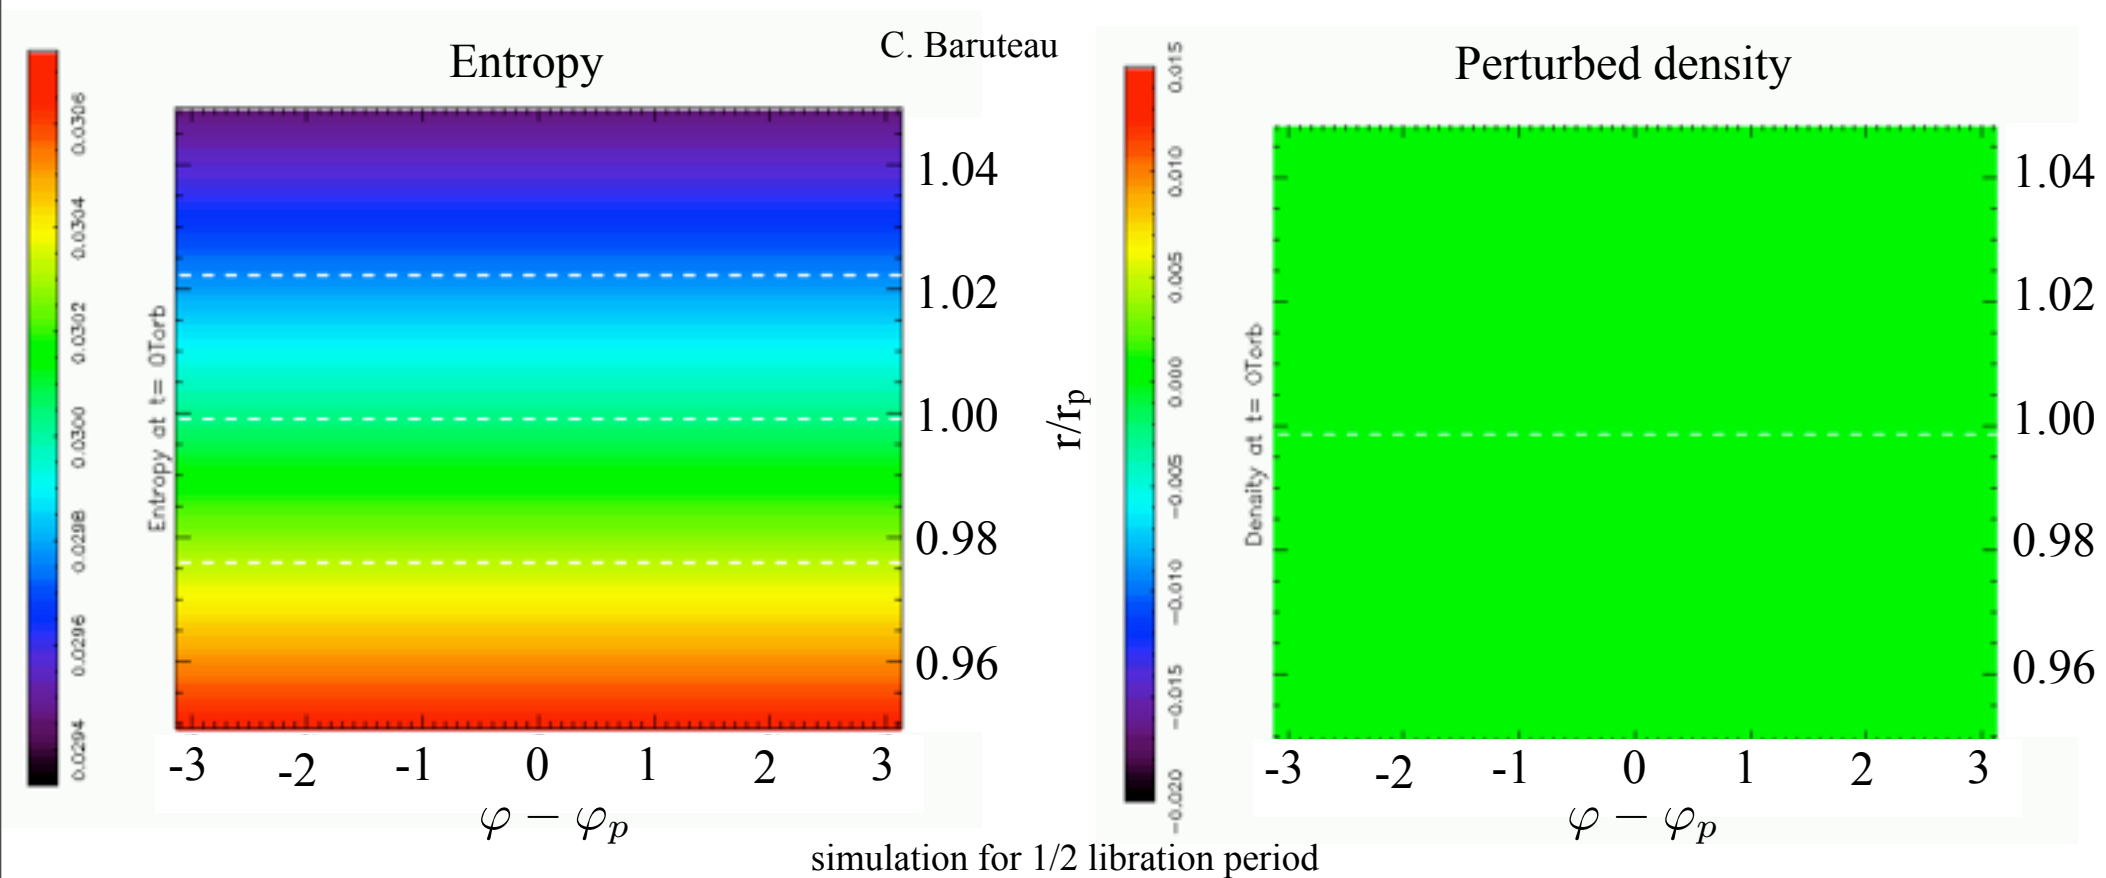 Entropy
C. Baruteau
Perturbed density
0.0306
0.0304
0.0302
0.0300
0.0298
0.0296
0.0294
Entropy at t= 0Torb
1.04
1.02
1.00
0.98
0.96
-3 -2 -1 0 1 2 3
φ − φp
r/rp
0.015
0.010
0.005
0.000
−0.005
−0.010
−0.015
−0.020
Density at t= 0Torb
1.04
1.02
1.00
0.98
0.96
-3 -2 -1 0 1 2 3
φ − φp
simulation for 1/2 libration period